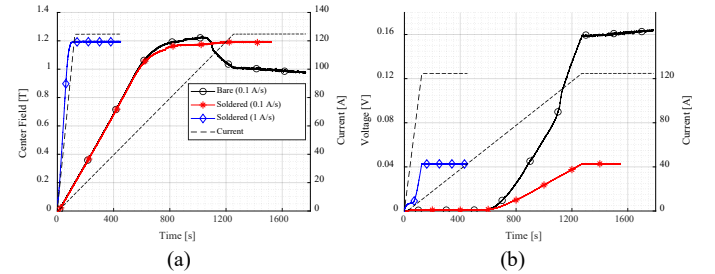 1.4
1.2
1
0.8
0.6
0.4
0.2
0
Center Field [T]
140
120
100
80
60
40
20
0
Current [A]
0
400
800
1200
1600
Time [s]
Bare (0.1 A/s)
Soldered (0.1 A/s)
Soldered (1 A/s)
Current
(a)
0.16
0.12
0.08
0.04
0
Voltage [V]
120
80
40
0
Current [A]
0
600
1200
1800
Time [s]
(b)